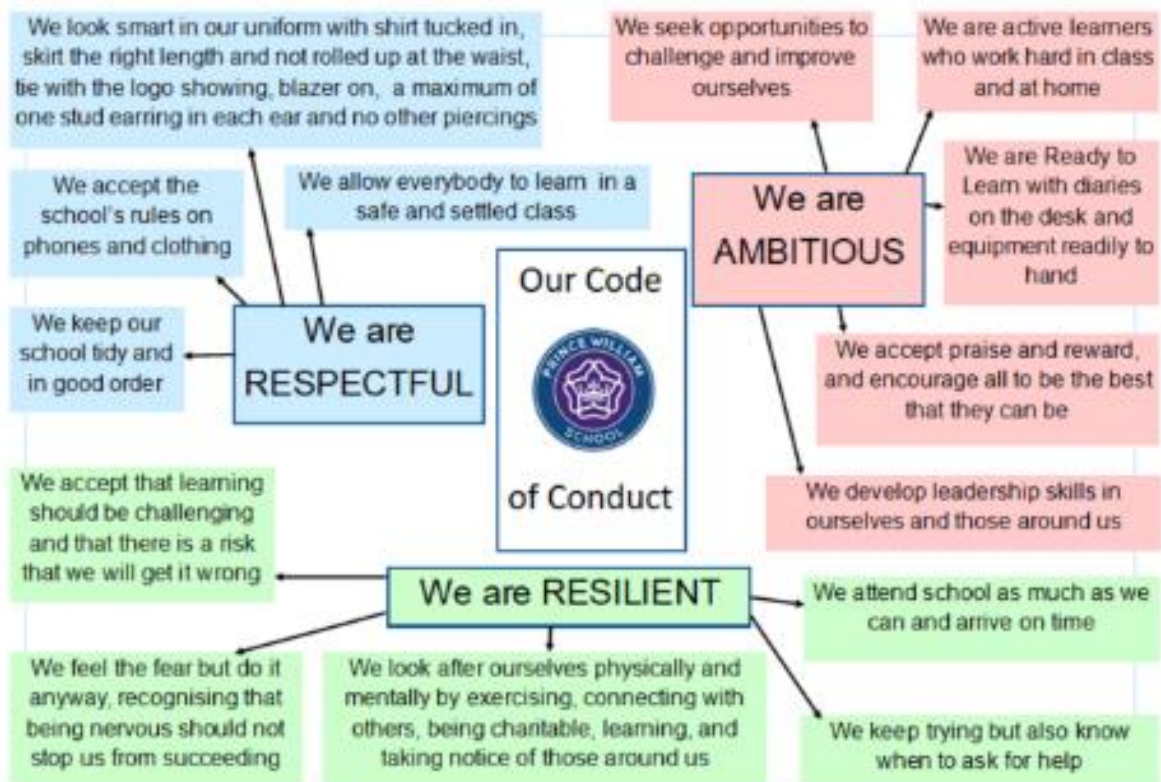 We look smart in our uniform with shirt tucked in,
skirt the right length and not rolled up at the waist,
tie with the logo showing, blazer on, a maximum of
one stud earring in each ear and no other piercings
We accept the
school's rules on
phones and clothing
We allow everybody to learn in a
safe and settled class
We keep our
school tidy and
in good order
We are
RESPECTFUL
We seek opportunities to
challenge and improve
ourselves
We are active learners
who work hard in class
and at home
We are
AMBITIOUS
We are Ready to
Learn with diaries
on the desk and
equipment readily to
hand
We accept praise and reward,
and encourage all to be the best
that they can be
We develop leadership skills in
ourselves and those around us
Our Code
PRINCE WILLIAM
SCHOOL
of Conduct
We accept that learning
should be challenging
and that there is a risk
that we will get it wrong
We are RESILIENT
We attend school as much as we
can and arrive on time
We feel the fear but do it
anyway, recognising that
being nervous should not
stop us from succeeding
We look after ourselves physically and
mentally by exercising, connecting with
others, being charitable, learning, and
taking notice of those around us
We keep trying but also know
when to ask for help